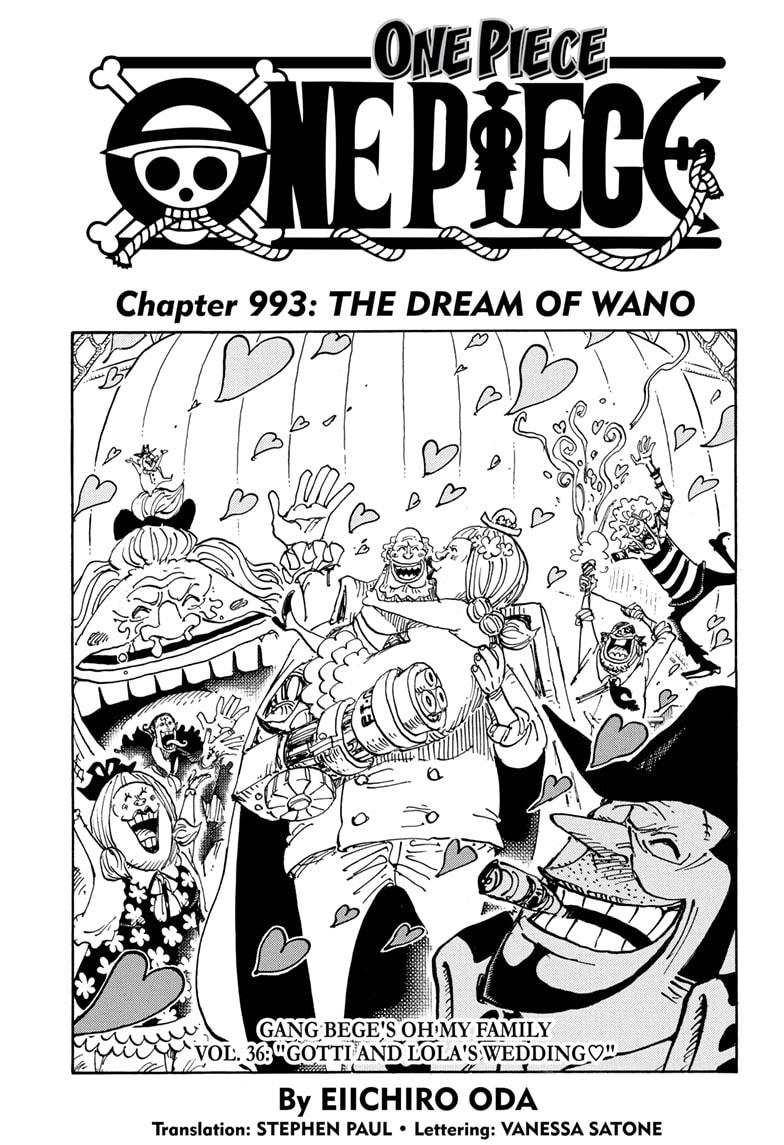 ONE PIECE
ONE PIECE
Chapter 993: THE DREAM OF WANO
GANG BEGE'S OH MY FAMILY
VOL. 36: "GOTTI AND LOLA'S WEDDING♡"
By EIICHIRO ODA
Translation: STEPHEN PAUL • Lettering: VANESSA SATONE